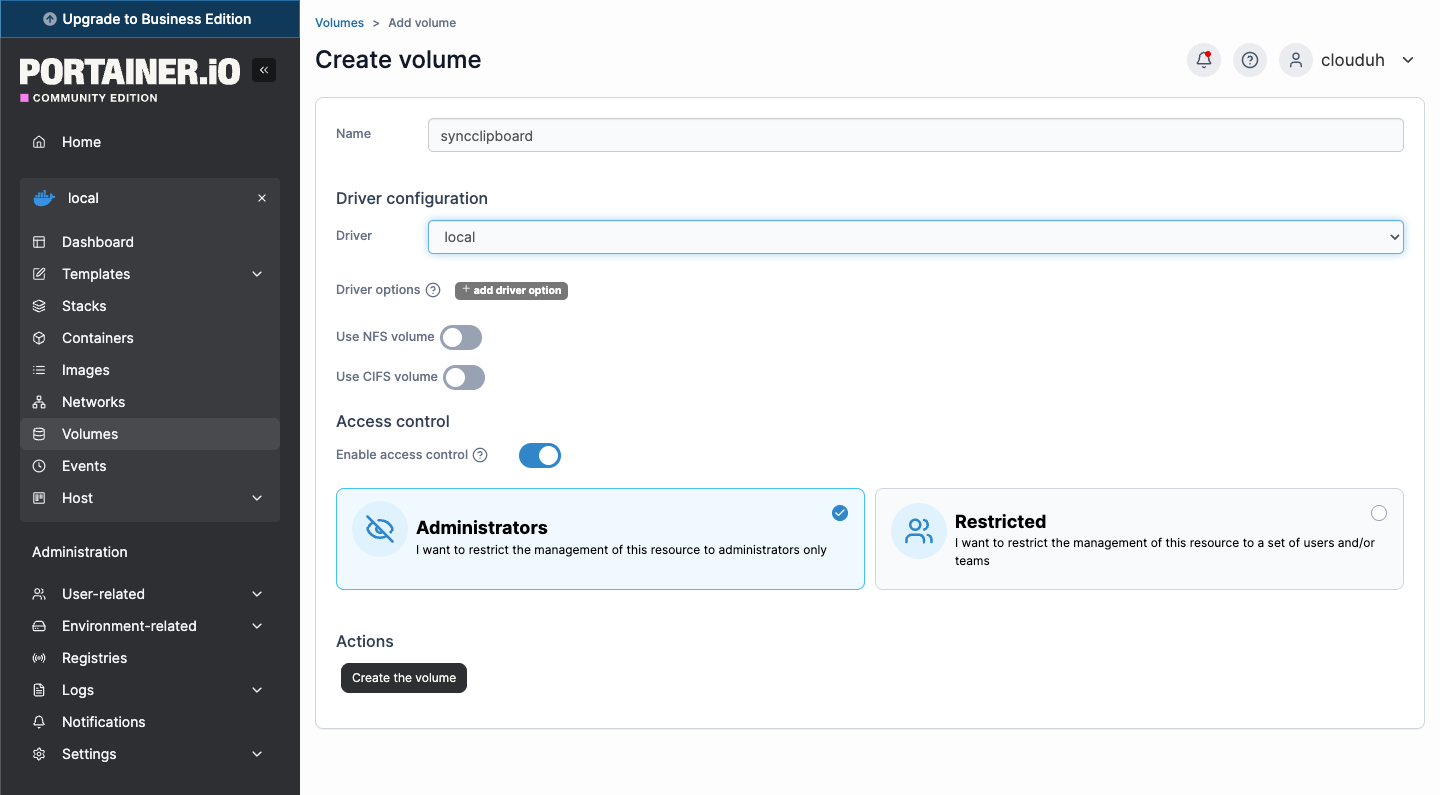 Upgrade to Business Edition
PORTAINER.iO
COMMUNITY EDITION
Home
local
Dashboard
Templates
Stacks
Containers
Images
Networks
Volumes
Events
Host
Administration
User-related
Environment-related
Registries
Logs
Notifications
Settings
Volumes > Add volume
Create volume
clouduh
Name
syncclipboard
Driver configuration
Driver
local
Driver options
+ add driver option
Use NFS volume
Use CIFS volume
Access control
Enable access control
Administrators
I want to restrict the management of this resource to administrators only
Restricted
I want to restrict the management of this resource to a set of users and/or
teams
Actions
Create the volume